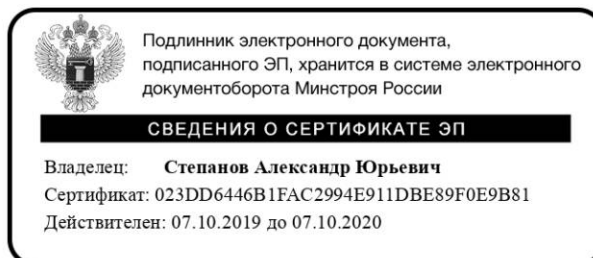 Подлинник электронного документа,
подписанного ЭП, хранится в системе электронного
документоборота Минстроя России
СВЕДЕНИЯ О СЕРТИФИКАТЕ ЭП
Владелец: Степанов Александр Юрьевич
Сертификат: 023DD6446B1FAC2994E911DBE89F0E9B81
Действителен: 07.10.2019 до 07.10.2020